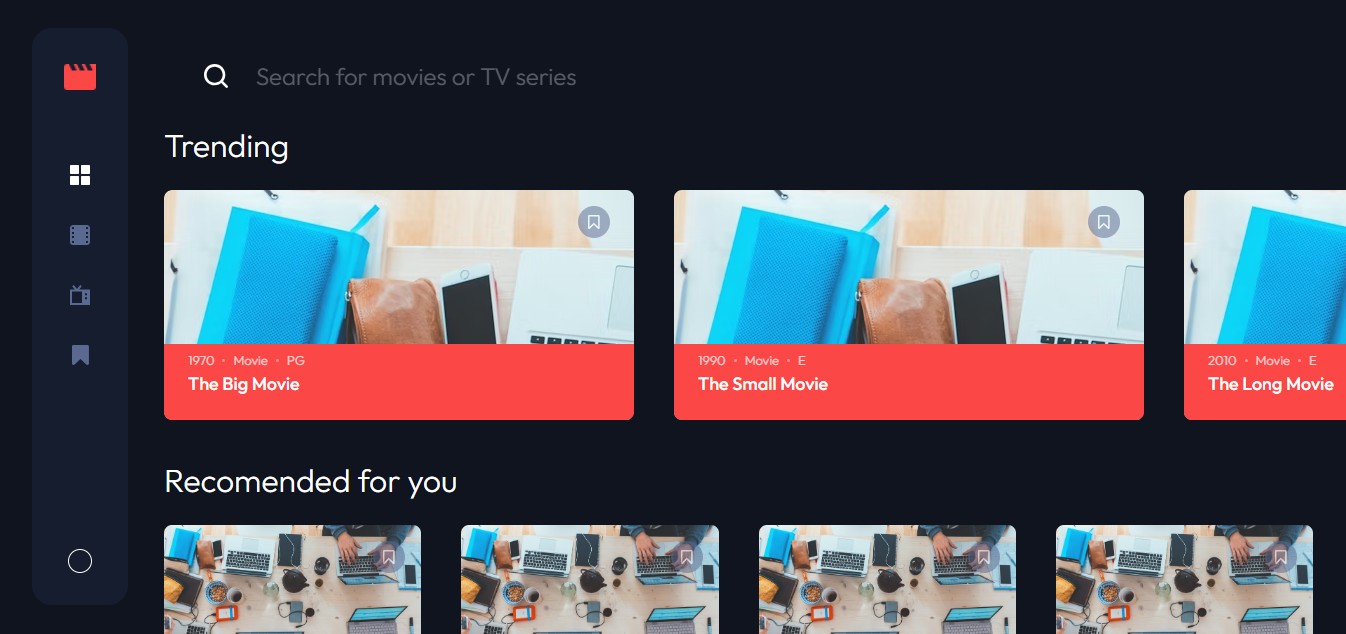 Search for movies or TV series
Trending
1970 • Movie • PG
The Big Movie
1990 • Movie • E
The Small Movie
2010 • Movie • E
The Long Movie
Recomended for you